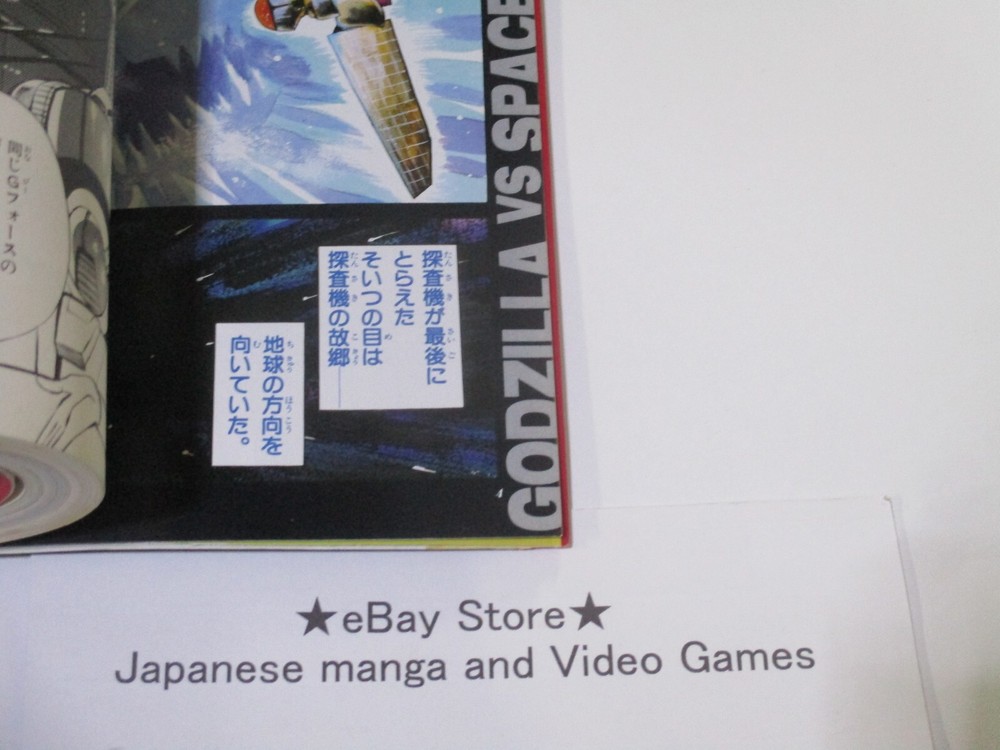 GODZILLA VS SPACE
探査機が最後に
とらえた
そいつの目は
探査機の故郷――
地球の方向を
向いていた。
同じGフォースの
★eBay Store★
Japanese manga and Video Games